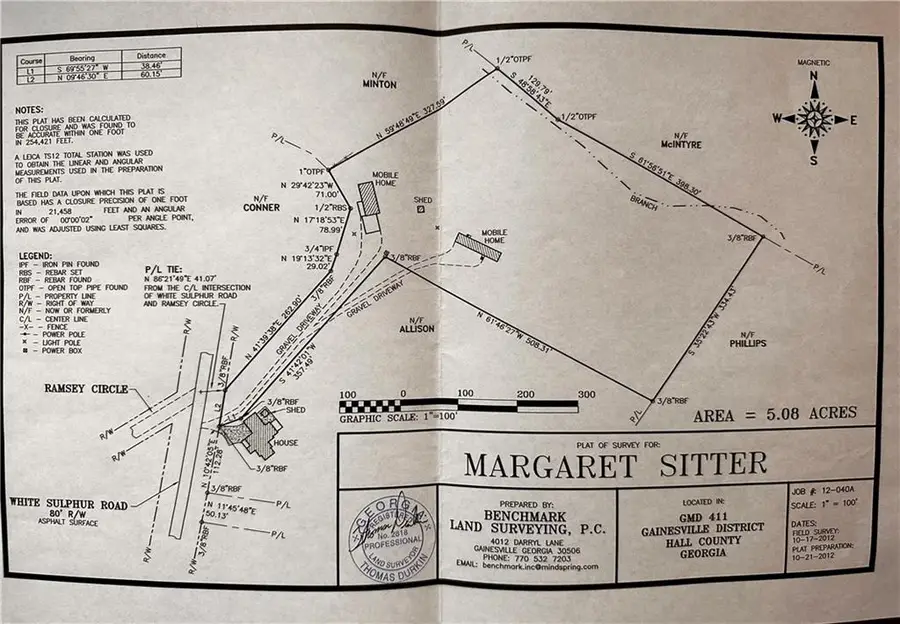 Course Bearing Distance
L1 S 69°55'27" W 38.46'
L2 N 09°46'30" E 60.15'
NOTES:
THIS PLAT HAS BEEN CALCULATED
FOR CLOSURE AND WAS FOUND TO
BE ACCURATE WITHIN ONE FOOT
IN 254,421 FEET.
A LEICA TS12 TOTAL STATION WAS USED
TO OBTAIN THE LINEAR AND ANGULAR
MEASUREMENTS USED IN THE PREPARATION
OF THIS PLAT.
THE FIELD DATA UPON WHICH THIS PLAT IS
BASED HAS A CLOSURE PRECISION OF ONE FOOT
IN 21,458 FEET AND AN ANGULAR
ERROR OF 00°00'02" PER ANGLE POINT,
AND WAS ADJUSTED USING LEAST SQUARES.
LEGEND:
IPF - IRON PIN FOUND
RBS - REBAR SET
RBF - REBAR FOUND
OTPF - OPEN TOP PIPE FOUND
P/L - PROPERTY LINE
R/W - RIGHT OF WAY
N/F - NOW OR FORMERLY
C/L - CENTER LINE
-X- - FENCE
- POWER POLE
× - LIGHT POLE
- POWER BOX
P/L TIE:
N 86°21'49"E 41.07'
FROM THE C/L INTERSECTION
OF WHITE SULPHUR ROAD
AND RAMSEY CIRCLE.
P/L
1/2"OTPF
129.79'
S 48°58'43"E
1/2"OTPF
N/F
MINTON
N 59°48'49"E 327.59'
N/F
McINTYRE
S 61°56'51"E 398.30'
BRANCH
MAGNETIC
N
W E
S
P/L
1"OTPF
N 29°42'23"W
71.00'
MOBILE
HOME
N/F
CONNER
1/2"RBS
N 17°18'53"E
78.99'
SHED
MOBILE
HOME
3/4"IPF
N 19°13'32"E
29.02'
3/8"RBF
3/8"RBF
3/8"RBF
P/L
N 41°39'38"E 262.90'
GRAVEL DRIVEWAY
GRAVEL DRIVEWAY
S 41°42'01"W
357.49'
N/F
ALLISON
N 61°46'27"W 508.31'
S 35°22'43"W 334.43'
N/F
PHILLIPS
3/8"RBF
P/L
R/W
R/W
3/8"RBF
L2
RAMSEY CIRCLE
R/W
R/W
3/8"RBF
SHED
HOUSE
3/8"RBF
N 10°42'05"E
112.28'
3/8"RBF
P/L
N 11°45'48"E
50.13'
P/L
3/8"RBF
R/W
R/W
WHITE SULPHUR ROAD
80' R/W
ASPHALT SURFACE
100 0 100 200 300
GRAPHIC SCALE: 1"=100'
AREA = 5.08 ACRES
PLAT OF SURVEY FOR:
MARGARET SITTER
GEORGIA
REGISTERED
No. 2818
PROFESSIONAL
LAND SURVEYOR
THOMAS DURKIN
PREPARED BY:
BENCHMARK
LAND SURVEYING, P.C.
4012 DARRYL LANE
GAINESVILLE GEORGIA 30506
PHONE: 770 532 7203
EMAIL: benchmark.inc@mindspring.com
LOCATED IN:
GMD 411
GAINESVILLE DISTRICT
HALL COUNTY
GEORGIA
JOB #: 12-040A
SCALE: 1" = 100'
DATES:
FIELD SURVEY:
10-17-2012
PLAT PREPARATION:
10-21-2012